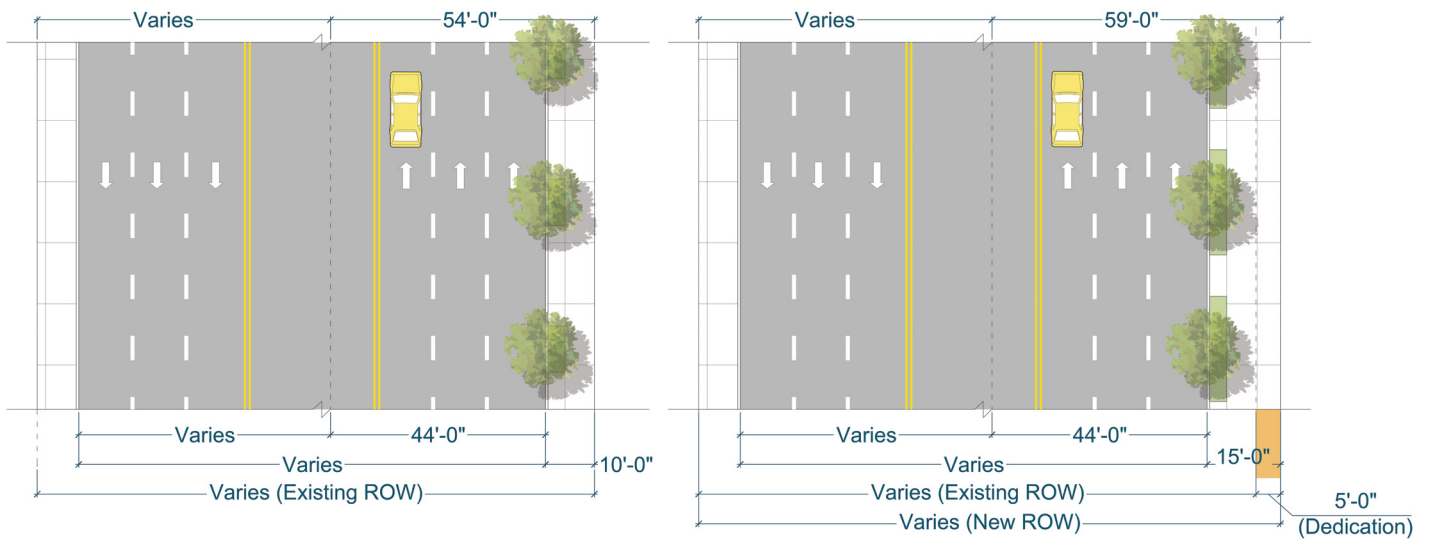 Varies
54'-0"
Varies
59'-0"
Varies
44'-0"
Varies
10'-0"
Varies (Existing ROW)
Varies
44'-0"
Varies
15'-0"
Varies (Existing ROW)
Varies (New ROW)
5'-0"
(Dedication)